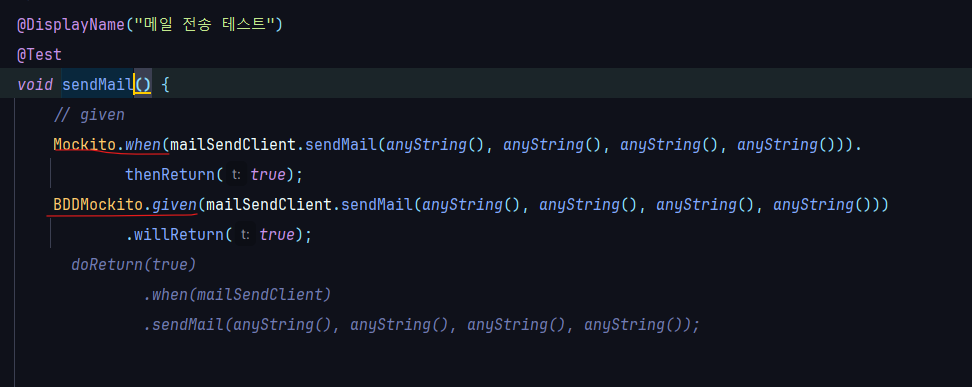 @DisplayName("메일 전송 테스트")
@Test
void sendMail() {
// given
Mockito.when(mailSendClient.sendMail(anyString(), anyString(), anyString(), anyString())).
thenReturn( t: true);
BDDMockito.given(mailSendClient.sendMail(anyString(), anyString(), anyString(), anyString()))
.willReturn( t: true);
doReturn(true)
.when(mailSendClient)
.sendMail(anyString(), anyString(), anyString(), anyString());